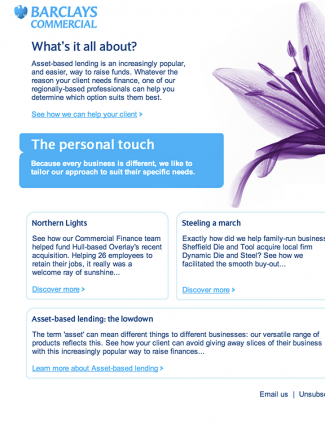 BARCLAYS
COMMERCIAL
What's it all about?
Asset-based lending is an increasingly popular,
and easier, way to raise funds. Whatever the
reason your client needs finance, one of our
regionally-based professionals can help you
determine which option suits them best.
See how we can help your client >
The personal touch
Because every business is different, we like to
tailor our approach to suit their specific needs.
Northern Lights
See how our Commercial Finance team
helped fund Hull-based Overlay's recent
acquisition. Helping 26 employees to
retain their jobs, it really was a
welcome ray of sunshine...
Discover more >
Steeling a march
Exactly how did we help family-run busines
Sheffield Die and Tool acquire local firm
Dynamic Die and Steel? See how we
facilitated the smooth buy-out...
Discover more >
Asset-based lending: the lowdown
The term 'asset' can mean different things to different businesses: our versatile range of
products reflects this. See how your client can avoid giving away slices of their business
with this increasingly popular way to raise finances...
Learn more about Asset-based lending >
Email us | Unsubs